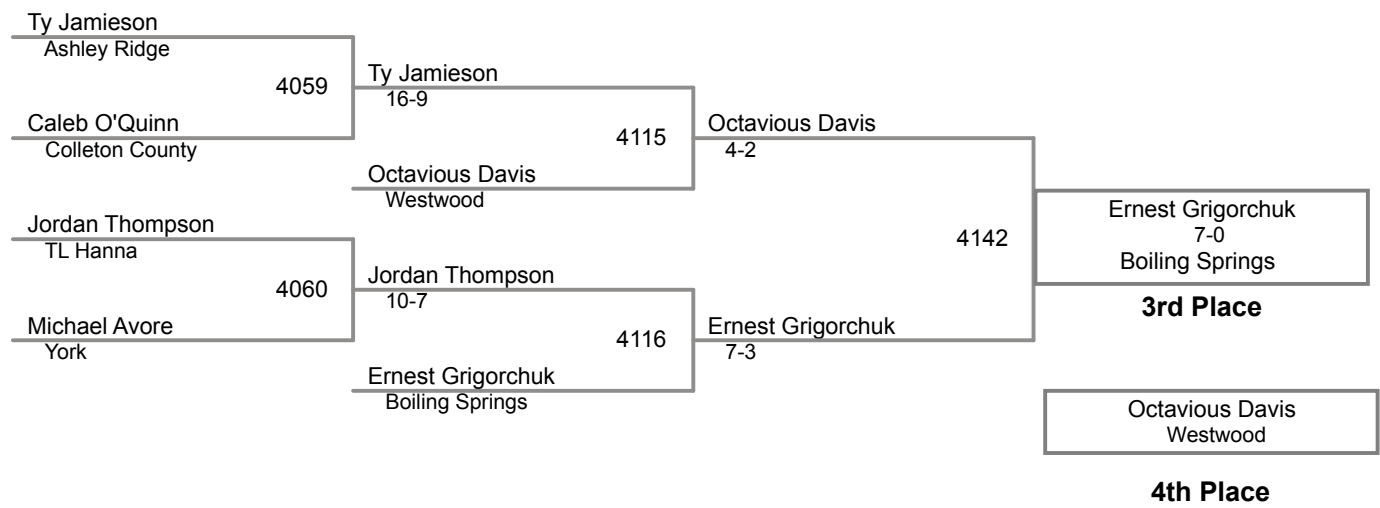 Ty Jamieson
Ashley Ridge
4059
Caleb O'Quinn
Colleton County
Jordan Thompson
TL Hanna
4060
Michael Avore
York
Ty Jamieson
16-9
4115
Octavious Davis
Westwood
Jordan Thompson
10-7
4116
Ernest Grigorchuk
Boiling Springs
Octavious Davis
4-2
4142
Ernest Grigorchuk
7-3
Ernest Grigorchuk
7-0
Boiling Springs
3rd Place
Octavious Davis
Westwood
4th Place